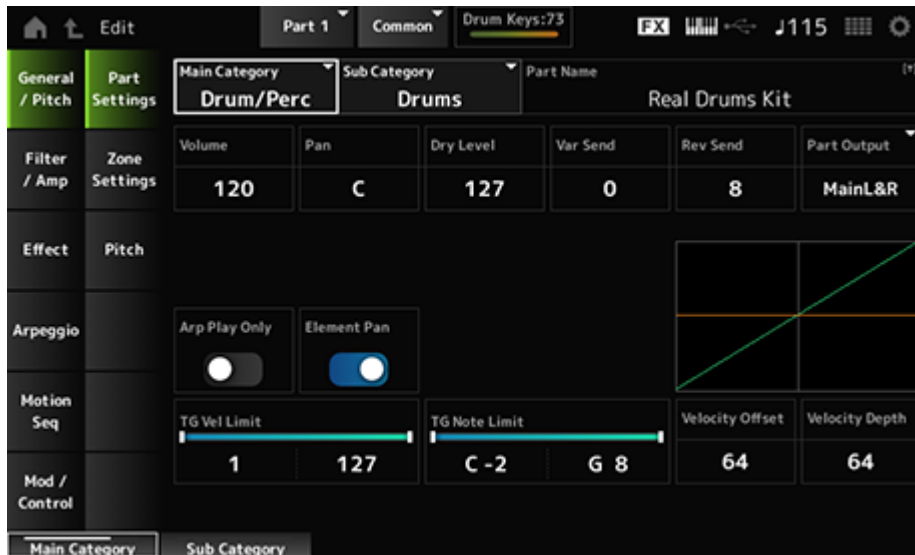 Edit
Part 1
Common
Drum Keys:73
FX
♩115
General / Pitch
Part Settings
Main Category
Sub Category
Part Name
Drum/Perc
Drums
Real Drums Kit
Filter / Amp
Zone Settings
Volume
Pan
Dry Level
Var Send
Rev Send
Part Output
120
C
127
0
8
MainL&R
Effect
Pitch
Arpeggio
Arp Play Only
Element Pan
Motion Seq
TG Vel Limit
TG Note Limit
Velocity Offset
Velocity Depth
1
127
C -2
G 8
64
64
Mod / Control
Main Category
Sub Category